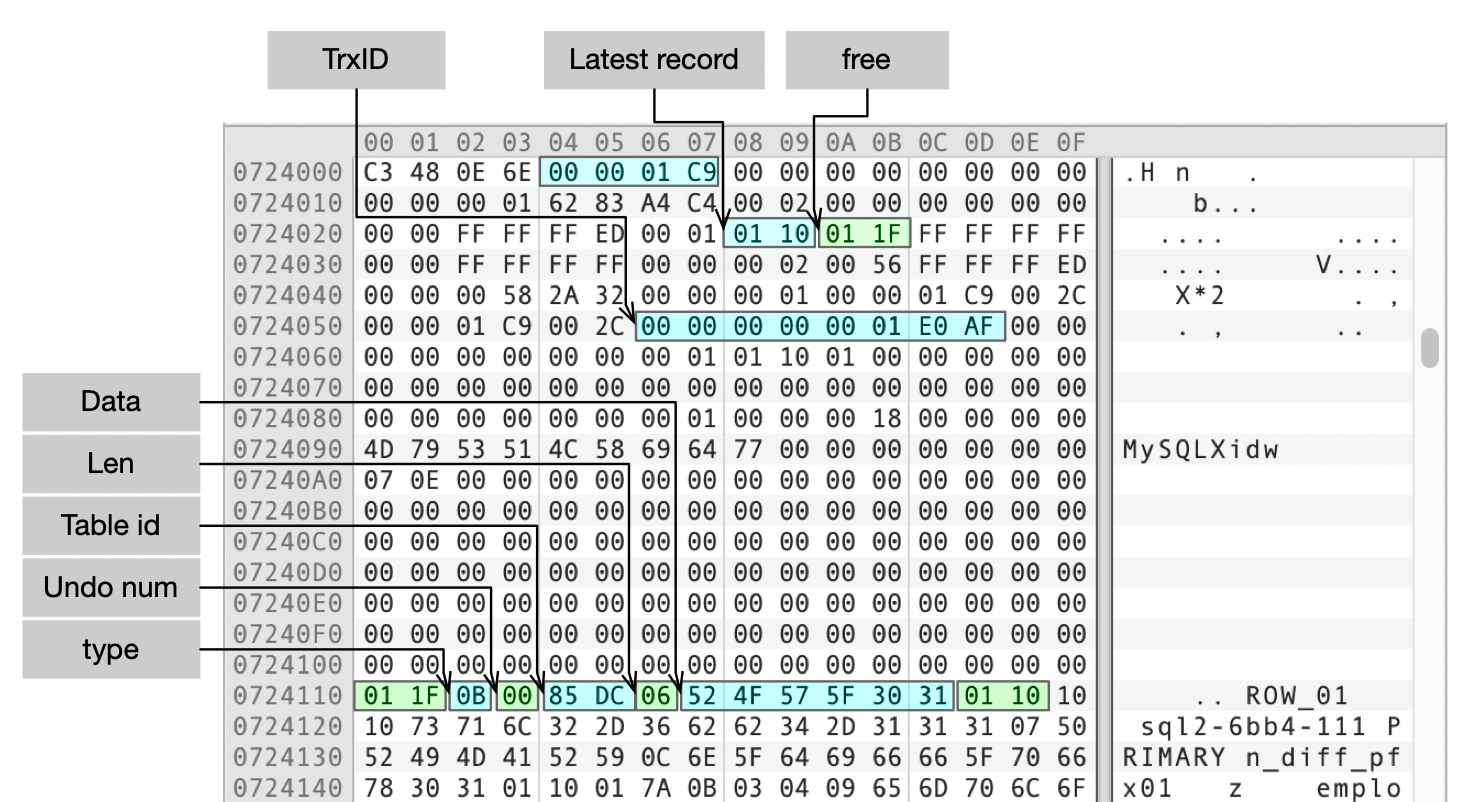 TrxID Latest record free
00 01 02 03 04 05 06 07 08 09 0A 0B 0C 0D 0E 0F
0724000 C3 48 0E 6E 00 00 01 C9 00 00 00 00 00 00 00 00 .H n .
0724010 00 00 00 01 62 83 A4 C4 00 02 00 00 00 00 00 00 b...
0724020 00 00 FF FF FF ED 00 01 01 10 01 1F FF FF FF FF .... ....
0724030 00 00 FF FF FF FF 00 00 00 02 00 56 FF FF FF ED .... V....
0724040 00 00 00 58 2A 32 00 00 00 01 00 00 01 C9 00 2C X*2 . ,
0724050 00 00 01 C9 00 2C 00 00 00 00 00 01 E0 AF 00 00 . , ..
0724060 00 00 00 00 00 00 00 01 01 10 01 00 00 00 00 00
0724070 00 00 00 00 00 00 00 00 00 00 00 00 00 00 00 00
Data
0724080 00 00 00 00 00 00 00 01 00 00 00 18 00 00 00 00
0724090 4D 79 53 51 4C 58 69 64 77 00 00 00 00 00 00 00 MySQLXidw
Len
07240A0 07 0E 00 00 00 00 00 00 00 00 00 00 00 00 00 00
07240B0 00 00 00 00 00 00 00 00 00 00 00 00 00 00 00 00
Table id
07240C0 00 00 00 00 00 00 00 00 00 00 00 00 00 00 00 00
07240D0 00 00 00 00 00 00 00 00 00 00 00 00 00 00 00 00
Undo num
07240E0 00 00 00 00 00 00 00 00 00 00 00 00 00 00 00 00
07240F0 00 00 00 00 00 00 00 00 00 00 00 00 00 00 00 00
type
0724100 00 00 00 00 00 00 00 00 00 00 00 00 00 00 00 00
0724110 01 1F 0B 00 85 DC 06 52 4F 57 5F 30 31 01 10 10 .. ROW_01
0724120 10 73 71 6C 32 2D 36 62 62 34 2D 31 31 31 07 50 sql2-6bb4-111 P
0724130 52 49 4D 41 52 59 0C 6E 5F 64 69 66 66 5F 70 66 RIMARY n_diff_pf
0724140 78 30 31 01 10 01 7A 0B 03 04 09 65 6D 70 6C 6F x01 z emplo